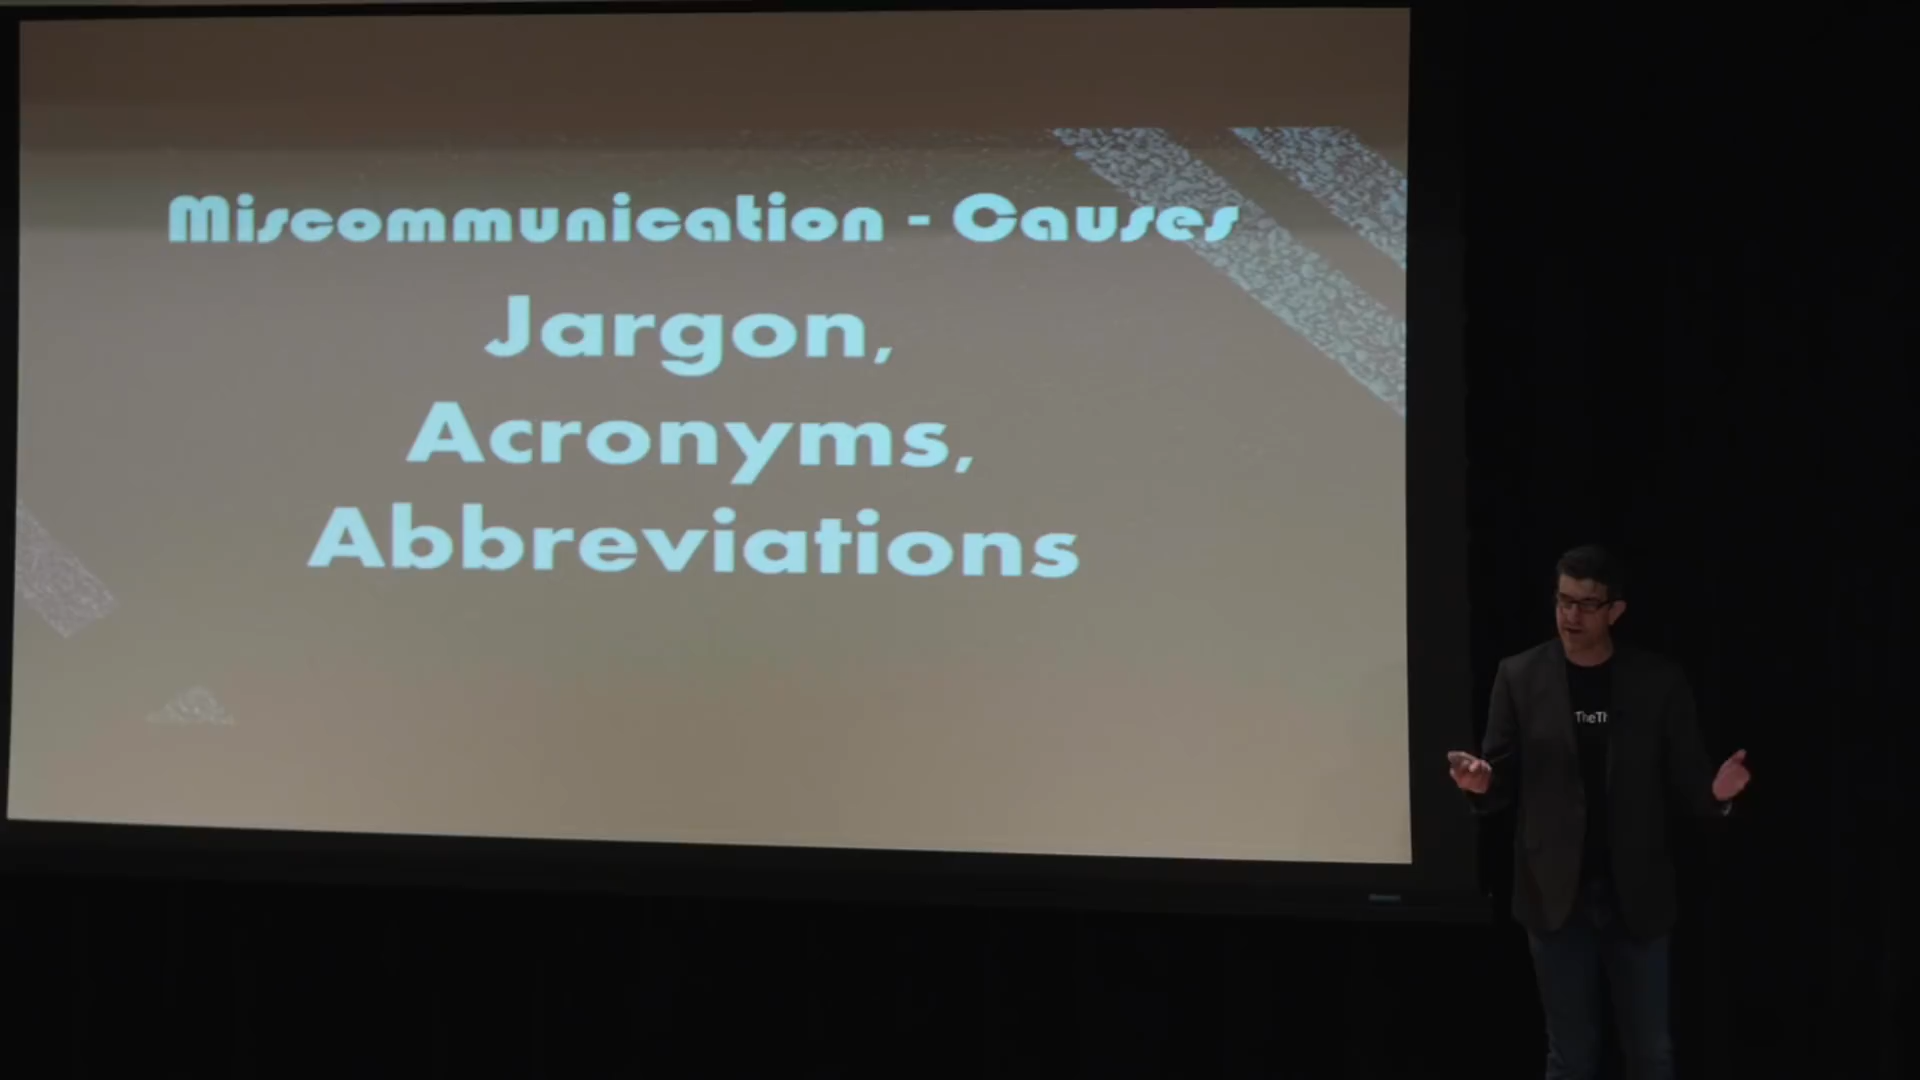 Miscommunication - Causes
Jargon,
Acronyms,
Abbreviations